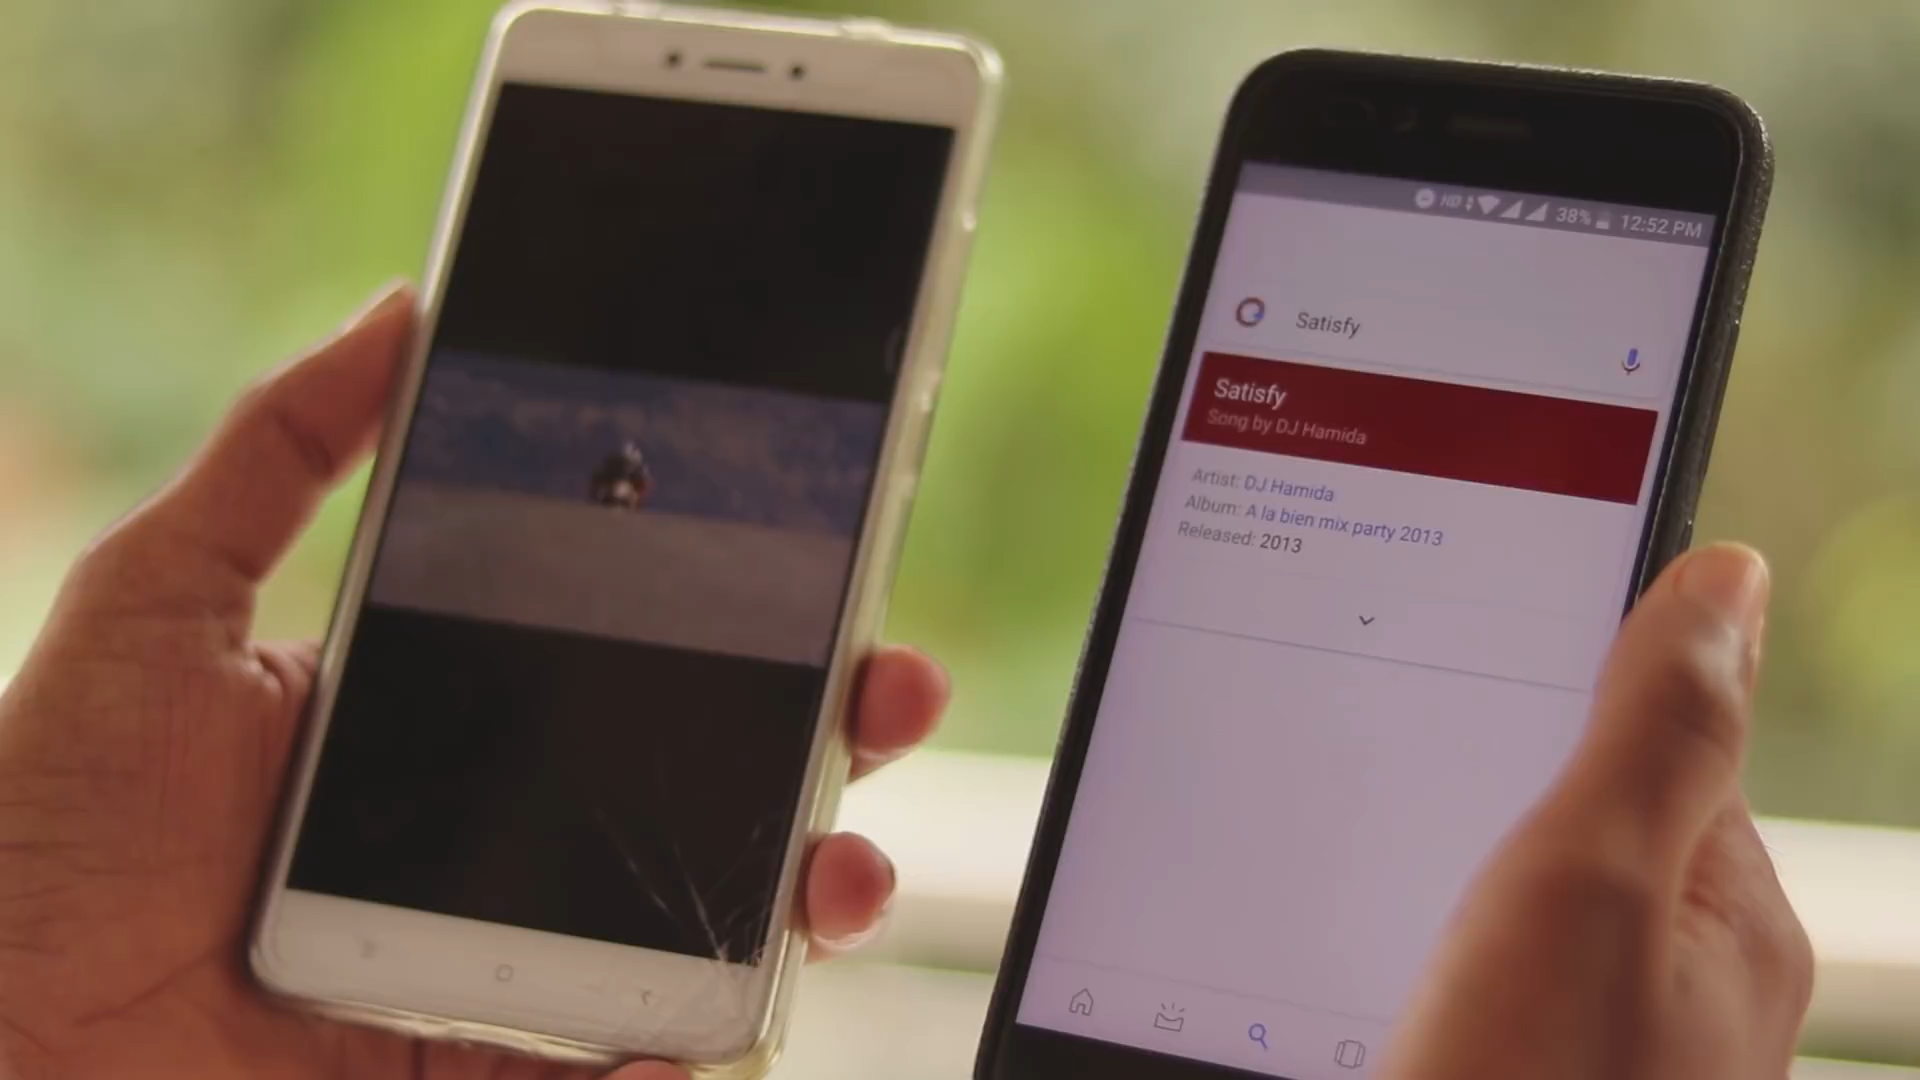 HD 38% 12:52 PM
Satisfy
Satisfy
Song by DJ Hamida
Artist: DJ Hamida
Album: A la bien mix party 2013
Released: 2013